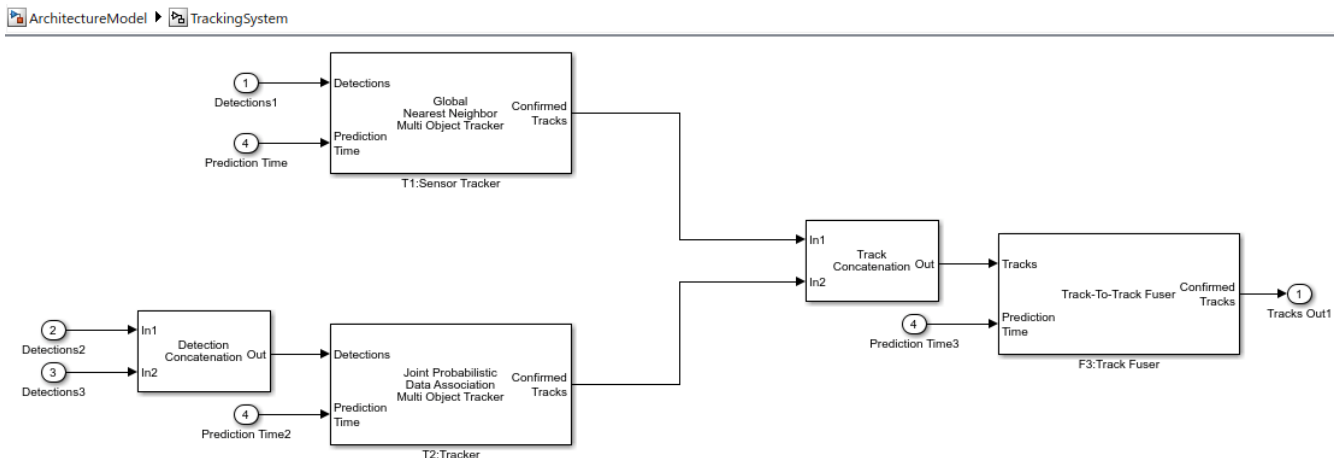 ArchitectureModel ▶ TrackingSystem
1
Detections1
4
Prediction Time
Detections
Prediction
Time
Global
Nearest Neighbor
Multi Object Tracker
Confirmed
Tracks
T1:Sensor Tracker
2
Detections2
3
Detections3
In1
In2
Detection
Concatenation
Out
4
Prediction Time2
Detections
Prediction
Time
Joint Probabilistic
Data Association
Multi Object Tracker
Confirmed
Tracks
T2:Tracker
In1
In2
Track
Concatenation
Out
4
Prediction Time3
Tracks
Prediction
Time
Track-To-Track Fuser
Confirmed
Tracks
F3:Track Fuser
1
Tracks Out1